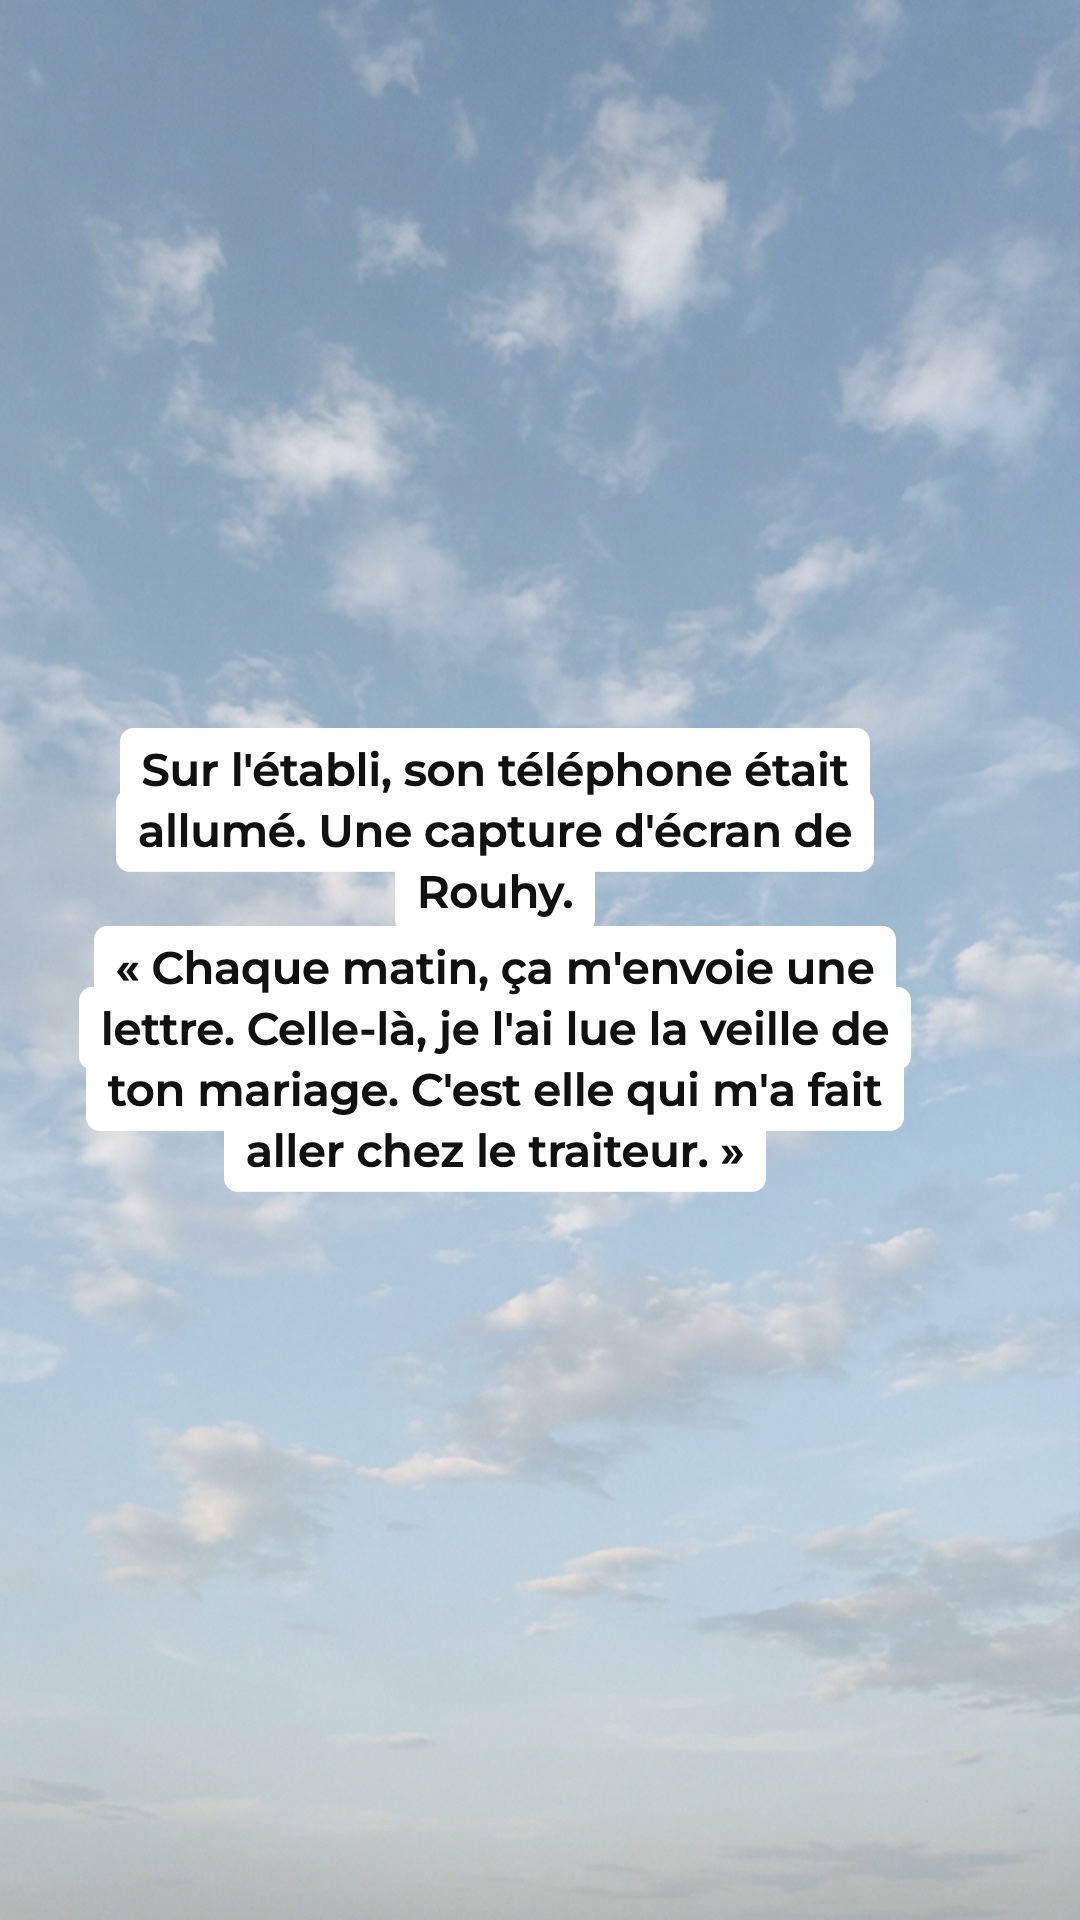 Sur l'établi, son téléphone était
allumé. Une capture d'écran de
Rouhy.
« Chaque matin, ça m'envoie une
lettre. Celle-là, je l'ai lue la veille de
ton mariage. C'est elle qui m'a fait
aller chez le traiteur. »